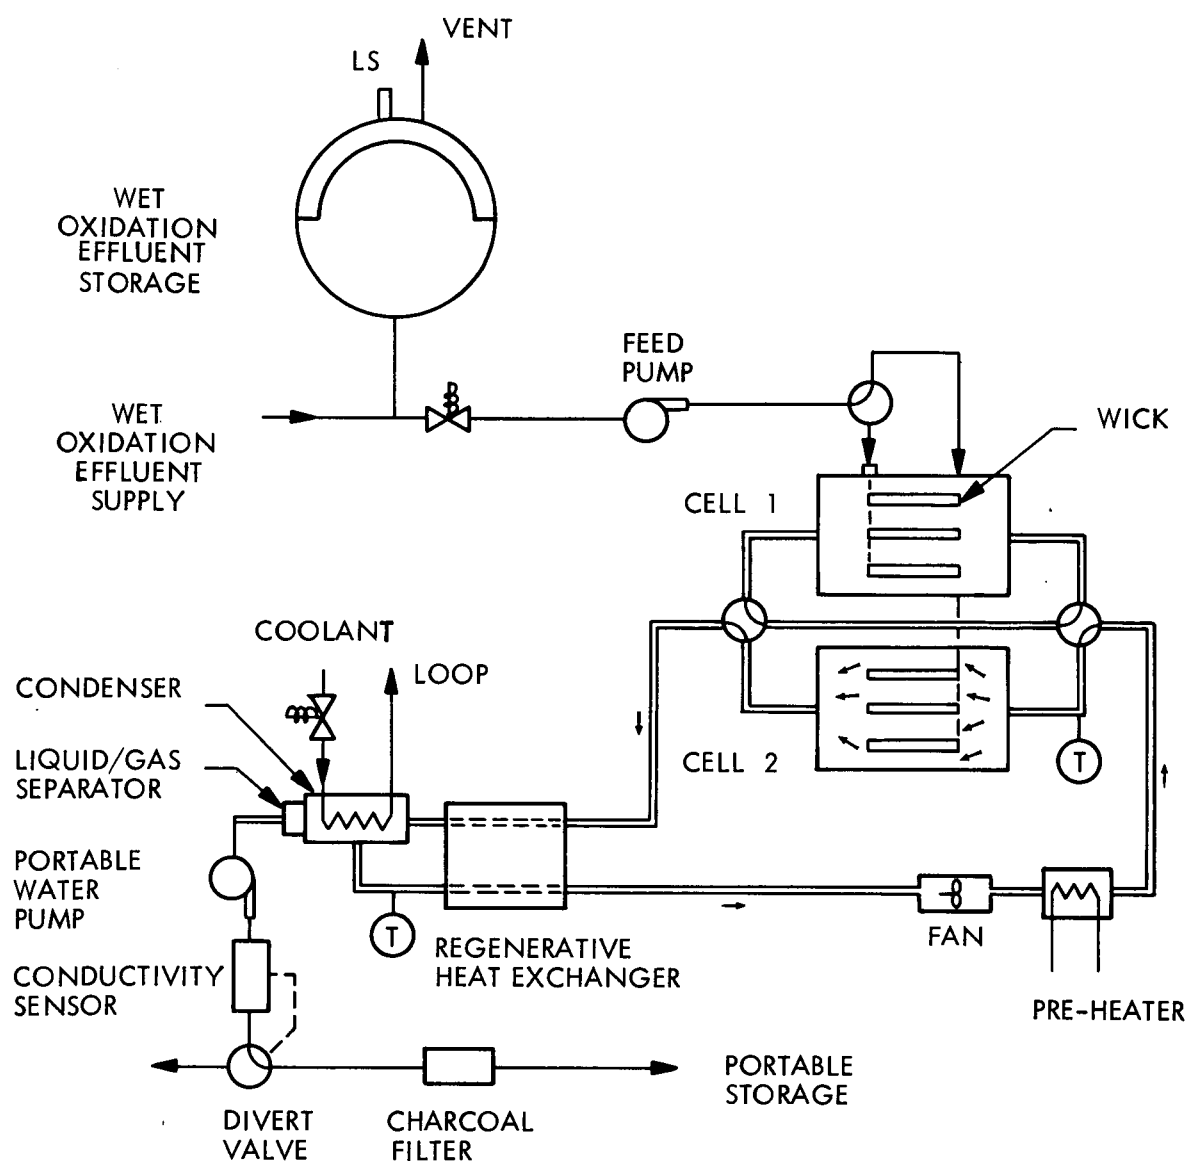 VENT
LS
WET
OXIDATION
EFFLUENT
STORAGE
FEED
PUMP
WET
OXIDATION
EFFLUENT
SUPPLY
WICK
CELL 1
COOLANT
LOOP
CONDENSER
CELL 2
T
LIQUID/GAS
SEPARATOR
PORTABLE
WATER
PUMP
T
FAN
REGENERATIVE
HEAT EXCHANGER
CONDUCTIVITY
SENSOR
PRE-HEATER
PORTABLE
STORAGE
DIVERT
VALVE
CHARCOAL
FILTER